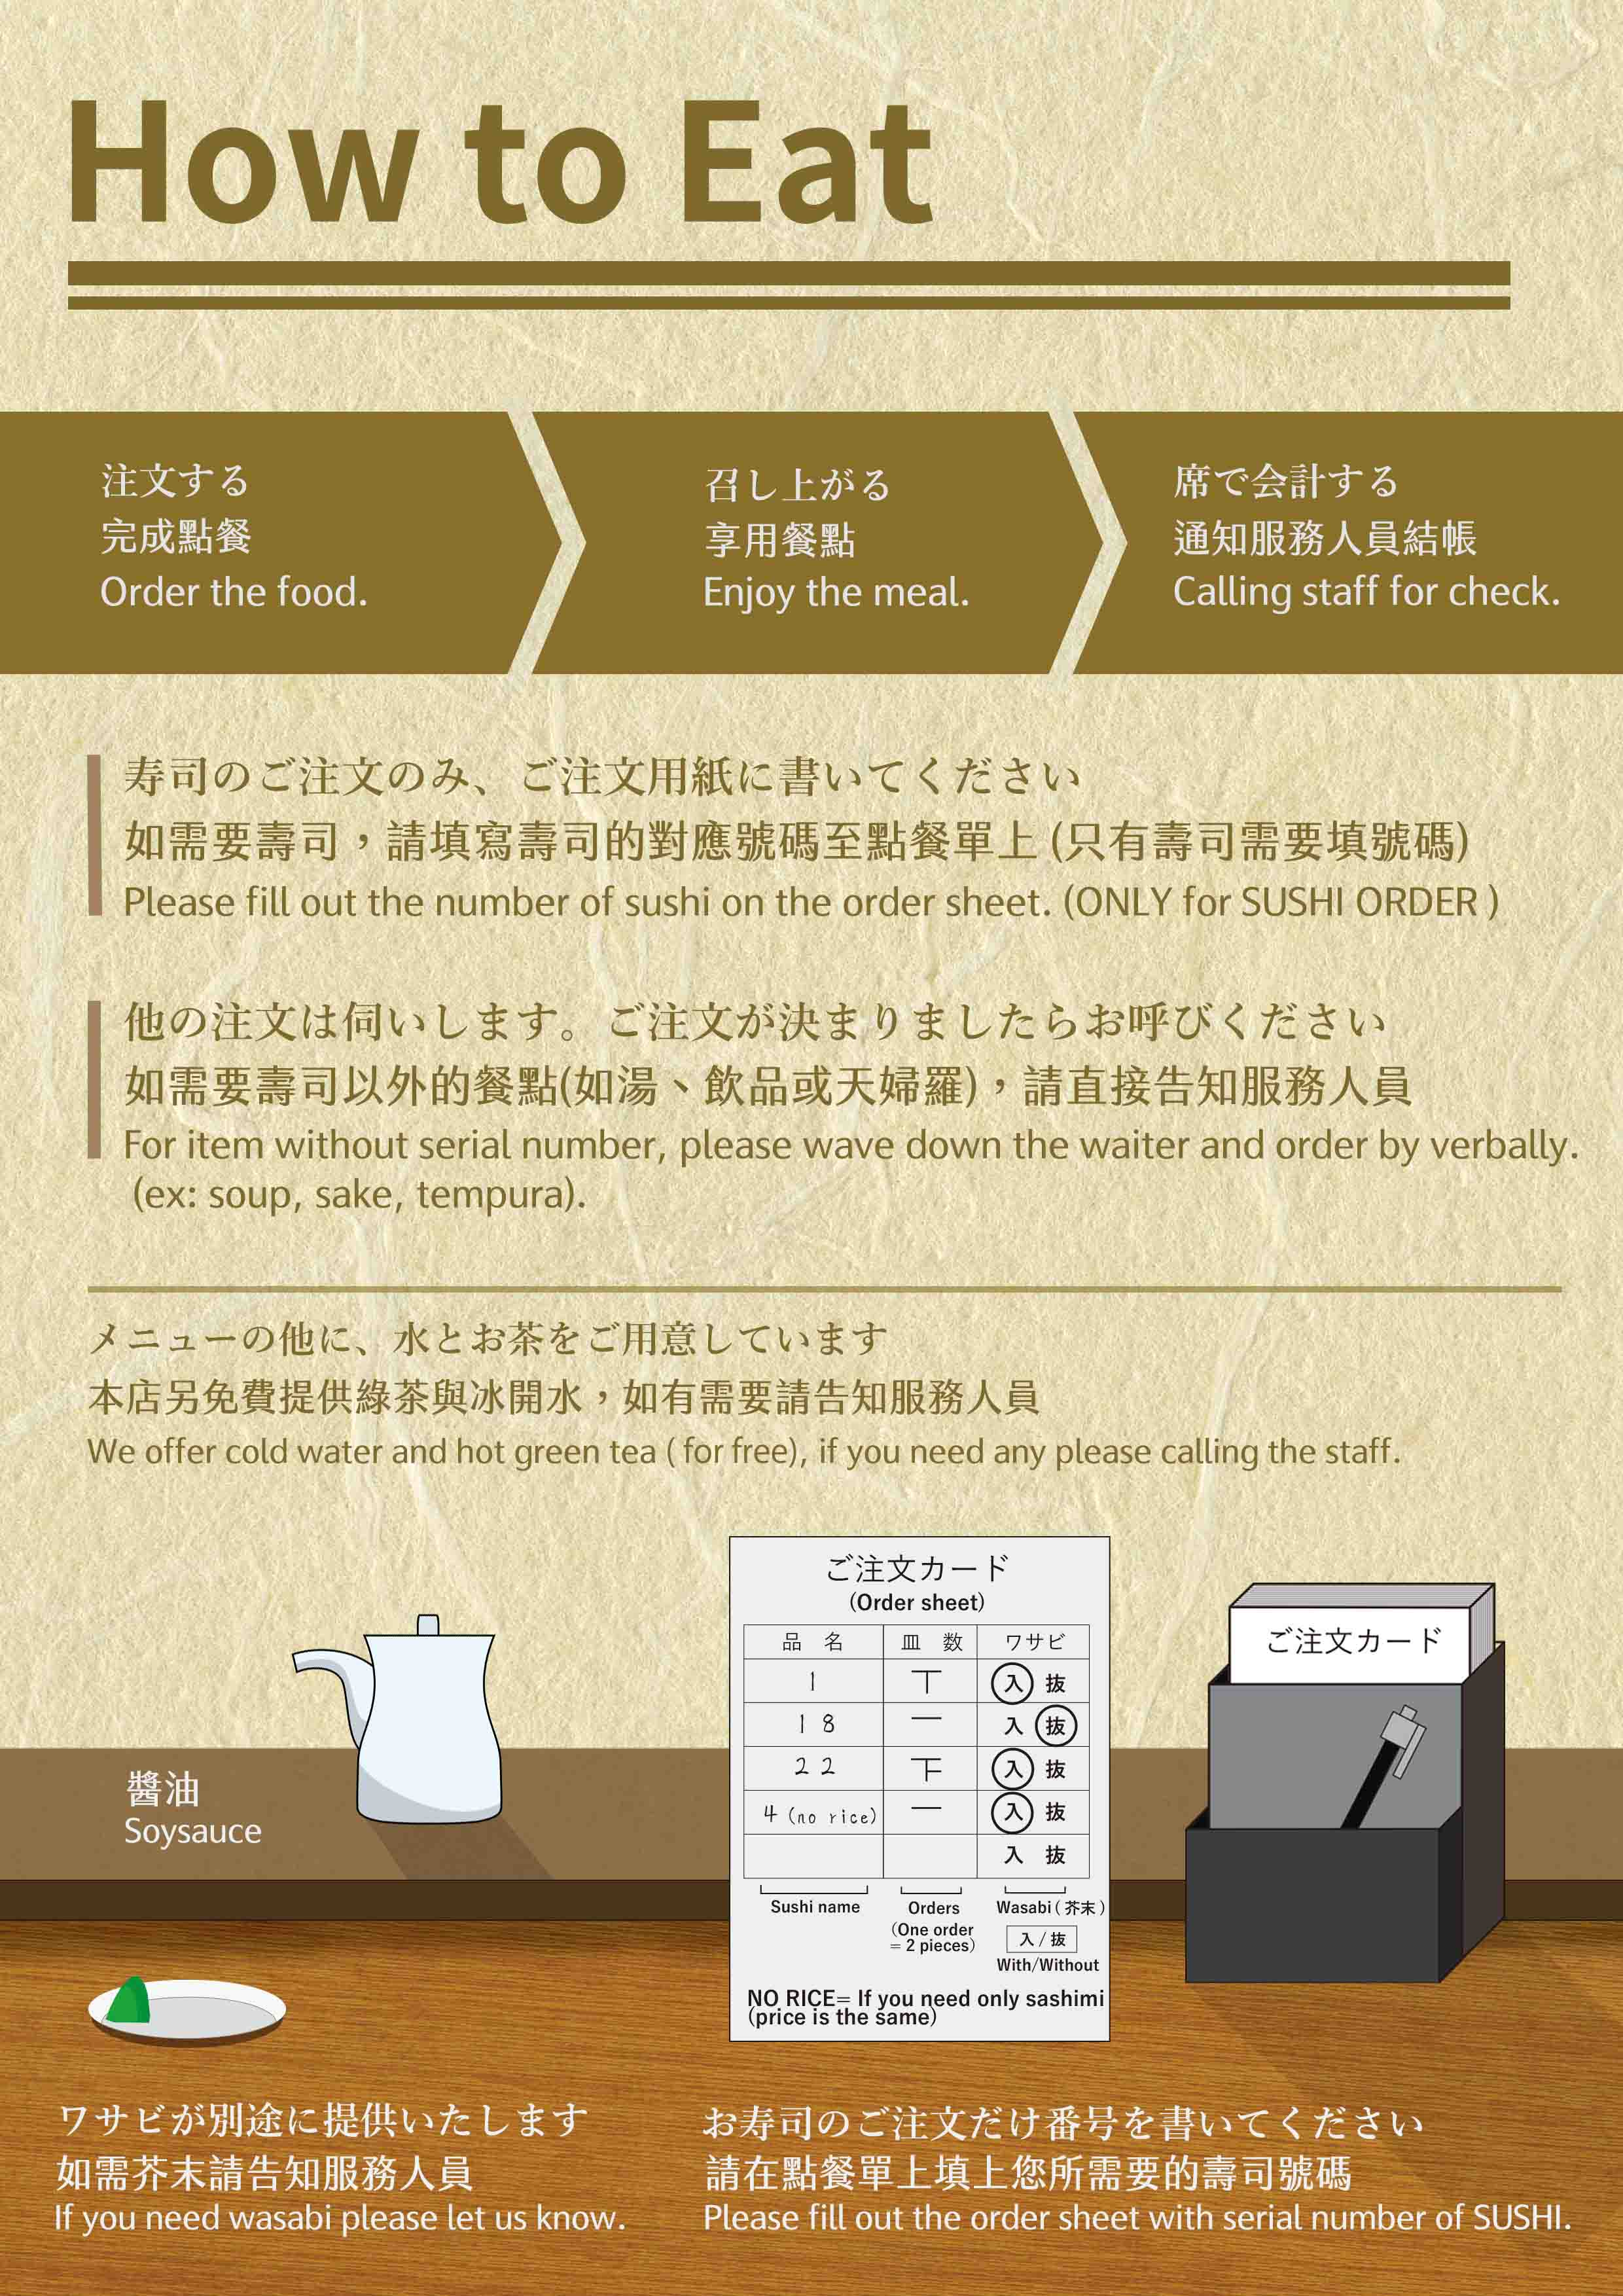 How to Eat
注文する
完成點餐
Order the food.
召し上がる
享用餐點
Enjoy the meal.
席で会計する
通知服務人員結帳
Calling staff for check.
寿司のご注文のみ、ご注文用紙に書いてください
如需要壽司，請填寫壽司的對應號碼至點餐單上 (只有壽司需要填號碼)
Please fill out the number of sushi on the order sheet. (ONLY for SUSHI ORDER )
他の注文は伺いします。ご注文が決まりましたらお呼びください
如需要壽司以外的餐點(如湯、飲品或天婦羅)，請直接告知服務人員
For item without serial number, please wave down the waiter and order by verbally.
(ex: soup, sake, tempura).
メニューの他に、水とお茶をご用意しています
本店另免費提供綠茶與冰開水，如有需要請告知服務人員
We offer cold water and hot green tea ( for free), if you need any please calling the staff.
醬油
Soysauce
ご注文カード
(Order sheet)
品 名 皿 数 ワサビ
1 丅 入 抜
18 一 入 抜
22 下 入 抜
4 (no rice) 一 入 抜
入 抜
Sushi name
Orders
(One order
= 2 pieces)
Wasabi ( 芥末 )
入 / 抜
With/Without
NO RICE= If you need only sashimi
(price is the same)
ご注文カード
ワサビが別途に提供いたします
如需芥末請告知服務人員
If you need wasabi please let us know.
お寿司のご注文だけ番号を書いてください
請在點餐單上填上您所需要的壽司號碼
Please fill out the order sheet with serial number of SUSHI.